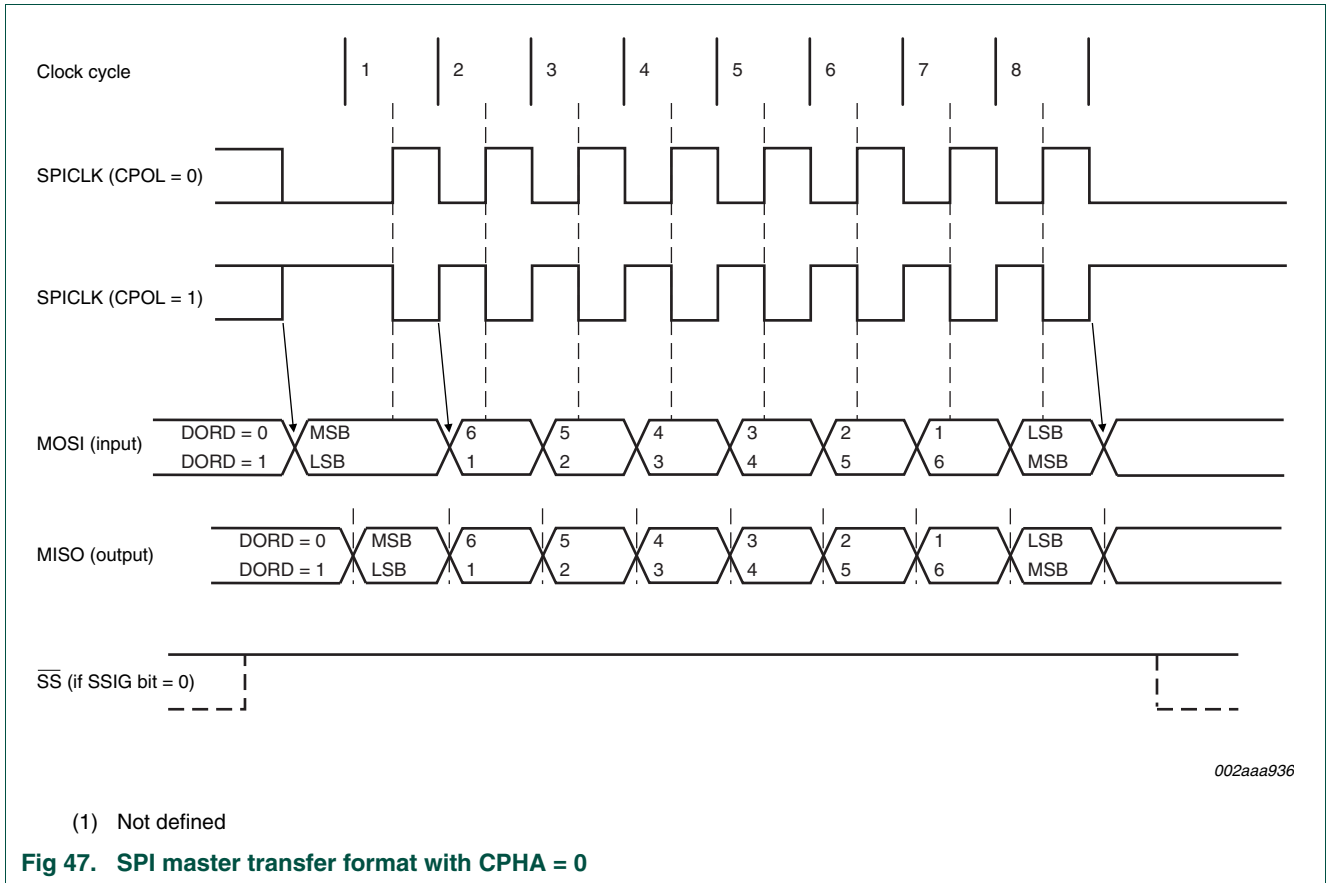 Clock cycle 1 2 3 4 5 6 7 8
SPICLK (CPOL = 0)
SPICLK (CPOL = 1)
MOSI (input)
DORD = 0 MSB 6 5 4 3 2 1 LSB
DORD = 1 LSB 1 2 3 4 5 6 MSB
MISO (output)
DORD = 0 MSB 6 5 4 3 2 1 LSB
DORD = 1 LSB 1 2 3 4 5 6 MSB
S̅S̅ (if SSIG bit = 0)
002aaa936
(1) Not defined
Fig 47. SPI master transfer format with CPHA = 0